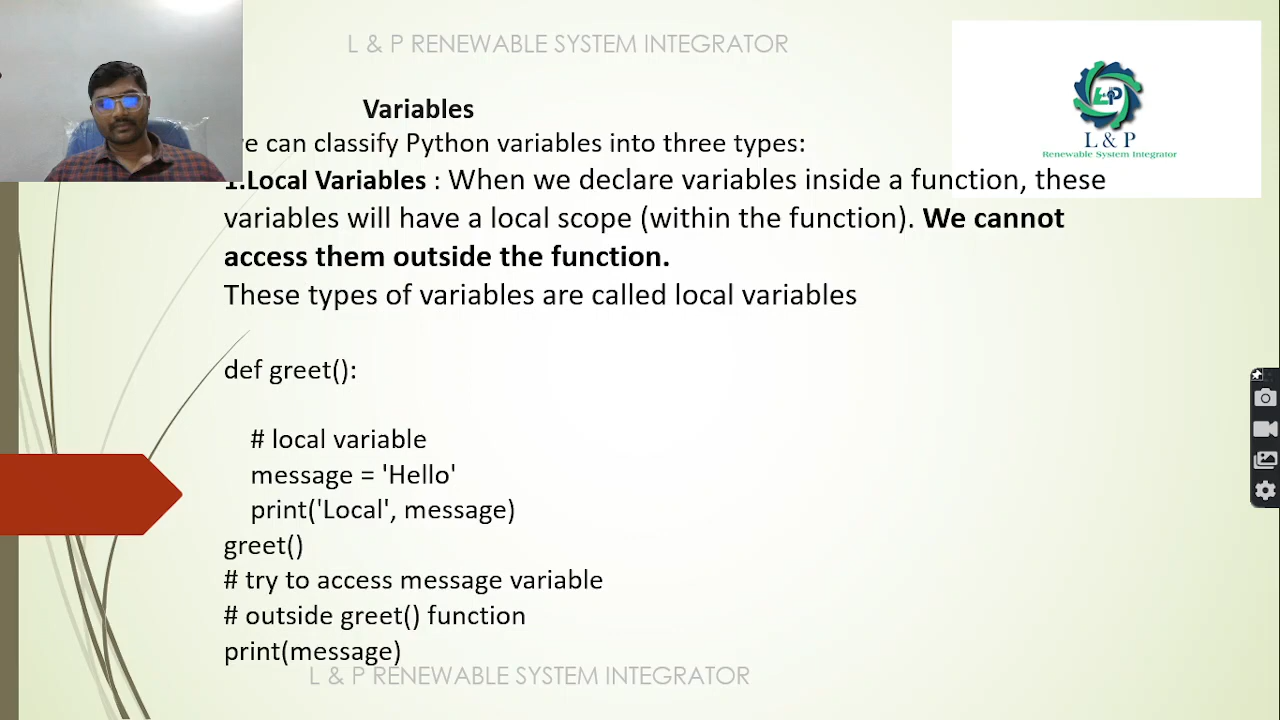 L & P RENEWABLE SYSTEM INTEGRATOR
L&P
L & P
Renewable System Integrator
Variables
e can classify Python variables into three types:
1.Local Variables : When we declare variables inside a function, these
variables will have a local scope (within the function). We cannot
access them outside the function.
These types of variables are called local variables
def greet():
# local variable
message = 'Hello'
print('Local', message)
greet()
# try to access message variable
# outside greet() function
print(message)
L & P RENEWABLE SYSTEM INTEGRATOR